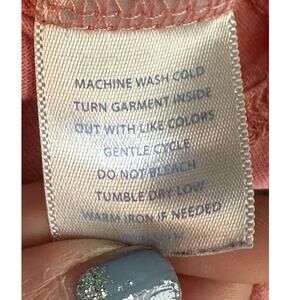 MACHINE WASH COLD
TURN GARMENT INSIDE
OUT WITH LIKE COLORS
GENTLE CYCLE
DO NOT BLEACH
TUMBLE DRY LOW
WARM IRON IF NEEDED